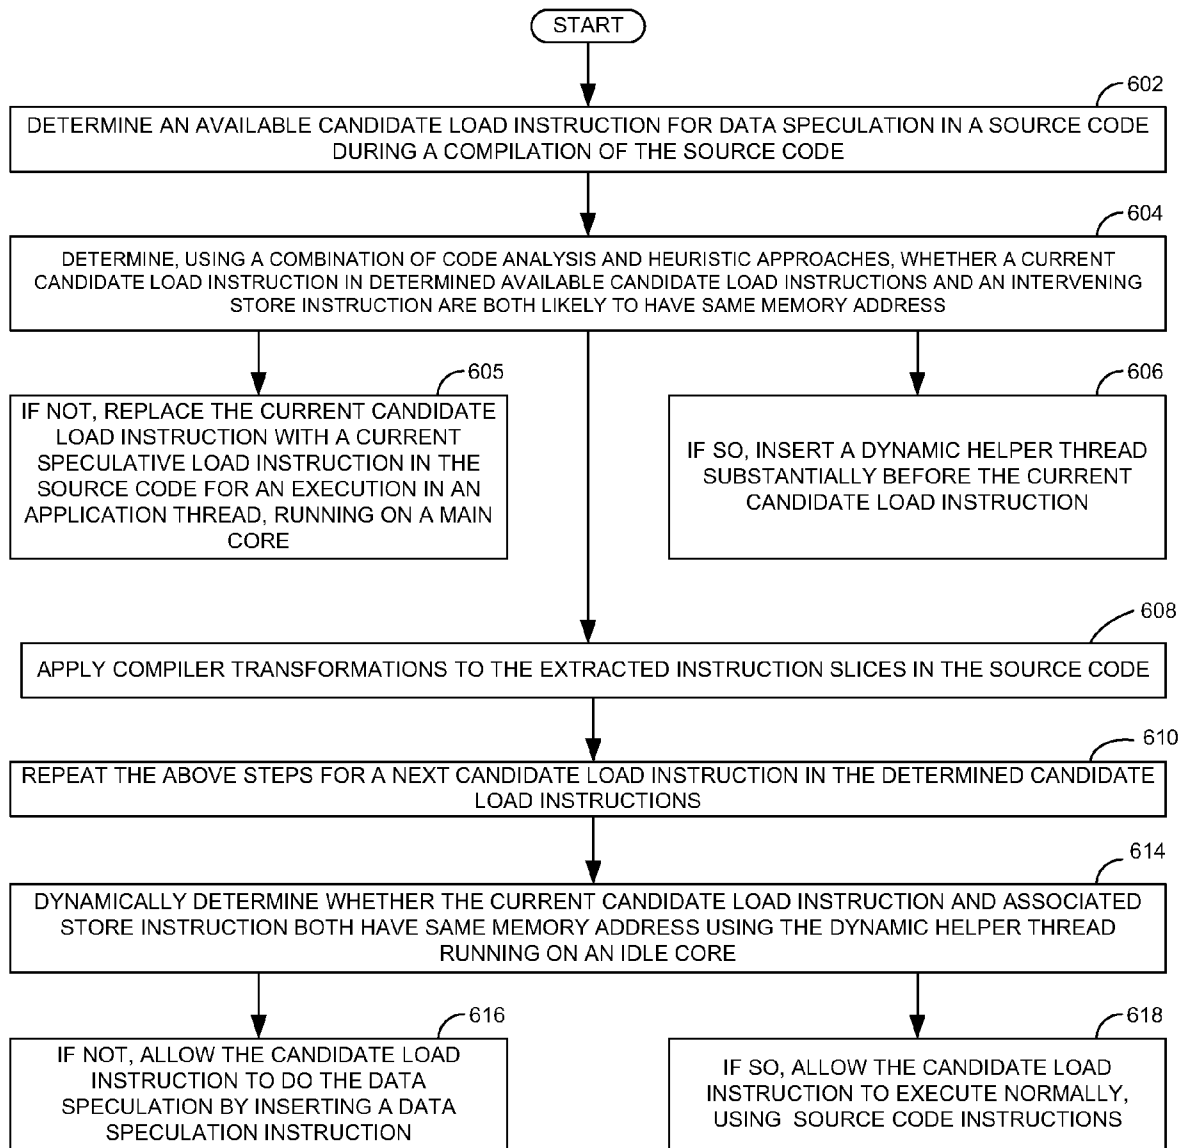 START
602
DETERMINE AN AVAILABLE CANDIDATE LOAD INSTRUCTION FOR DATA SPECULATION IN A SOURCE CODE
DURING A COMPILATION OF THE SOURCE CODE
604
DETERMINE, USING A COMBINATION OF CODE ANALYSIS AND HEURISTIC APPROACHES, WHETHER A CURRENT
CANDIDATE LOAD INSTRUCTION IN DETERMINED AVAILABLE CANDIDATE LOAD INSTRUCTIONS AND AN INTERVENING
STORE INSTRUCTION ARE BOTH LIKELY TO HAVE SAME MEMORY ADDRESS
605
IF NOT, REPLACE THE CURRENT CANDIDATE
LOAD INSTRUCTION WITH A CURRENT
SPECULATIVE LOAD INSTRUCTION IN THE
SOURCE CODE FOR AN EXECUTION IN AN
APPLICATION THREAD, RUNNING ON A MAIN
CORE
606
IF SO, INSERT A DYNAMIC HELPER THREAD
SUBSTANTIALLY BEFORE THE CURRENT
CANDIDATE LOAD INSTRUCTION
608
APPLY COMPILER TRANSFORMATIONS TO THE EXTRACTED INSTRUCTION SLICES IN THE SOURCE CODE
610
REPEAT THE ABOVE STEPS FOR A NEXT CANDIDATE LOAD INSTRUCTION IN THE DETERMINED CANDIDATE
LOAD INSTRUCTIONS
614
DYNAMICALLY DETERMINE WHETHER THE CURRENT CANDIDATE LOAD INSTRUCTION AND ASSOCIATED
STORE INSTRUCTION BOTH HAVE SAME MEMORY ADDRESS USING THE DYNAMIC HELPER THREAD
RUNNING ON AN IDLE CORE
616
IF NOT, ALLOW THE CANDIDATE LOAD
INSTRUCTION TO DO THE DATA
SPECULATION BY INSERTING A DATA
SPECULATION INSTRUCTION
618
IF SO, ALLOW THE CANDIDATE LOAD
INSTRUCTION TO EXECUTE NORMALLY,
USING SOURCE CODE INSTRUCTIONS